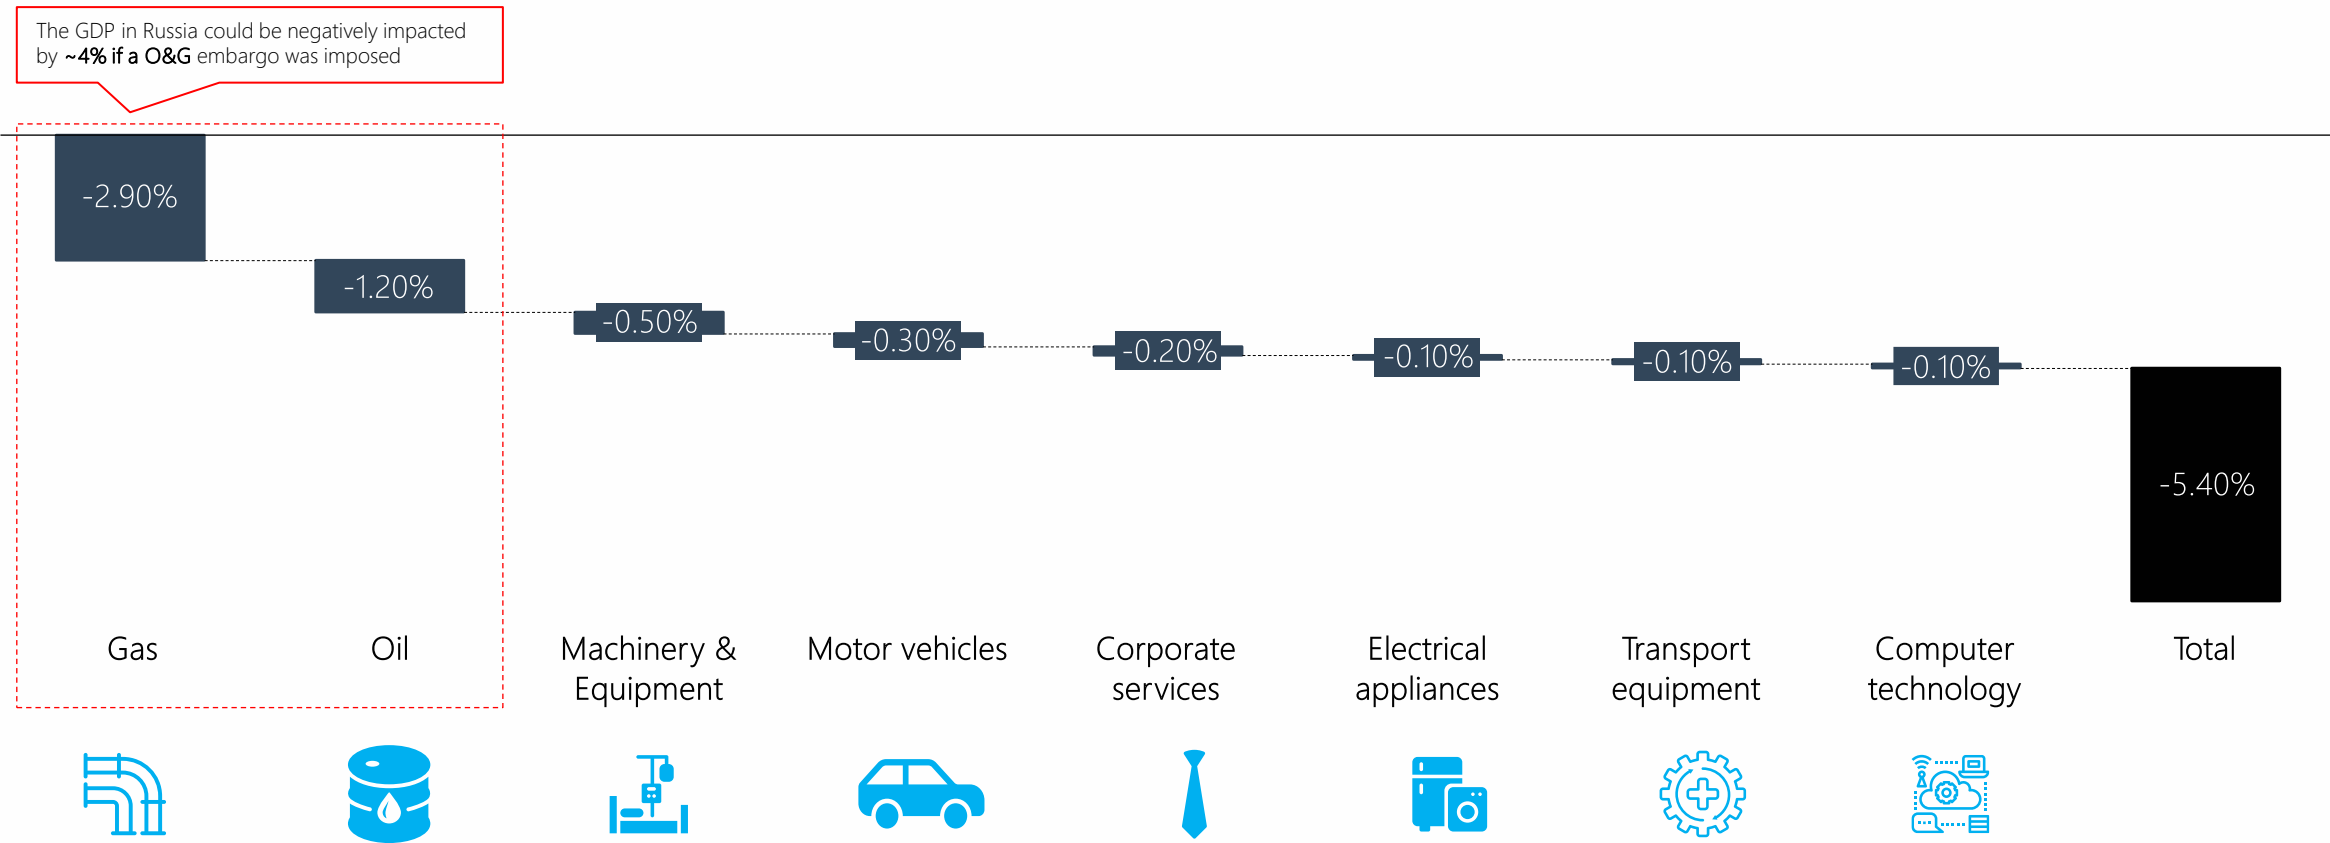 The GDP in Russia could be negatively impacted
by ~4% if a O&G embargo was imposed
-2.90%
-1.20%
-0.50%
-0.30%
-0.20%
-0.10%
-0.10%
-0.10%
-5.40%
Gas
Oil
Machinery &
Equipment
Motor vehicles
Corporate
services
Electrical
appliances
Transport
equipment
Computer
technology
Total